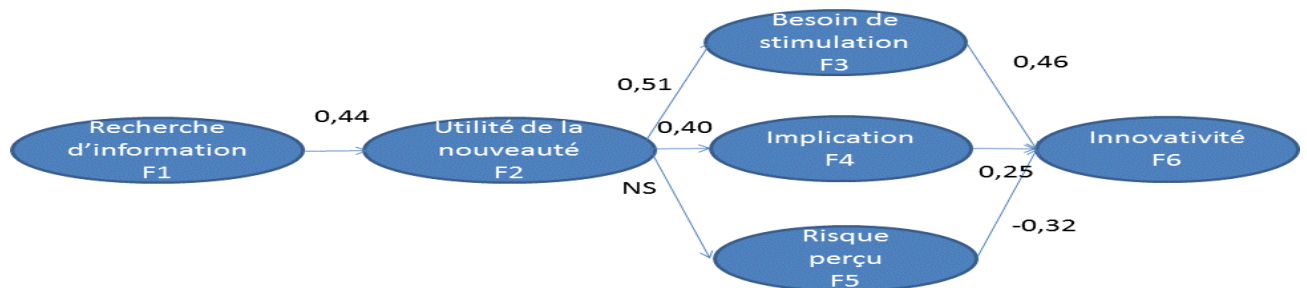 Besoin de
stimulation
F3
0,46
0,51
0,44
Recherche
d'information
F1
Utilité de la
nouveauté
F2
0,40
Implication
F4
0,25
Innovativité
F6
NS
-0,32
Risque
perçu
F5